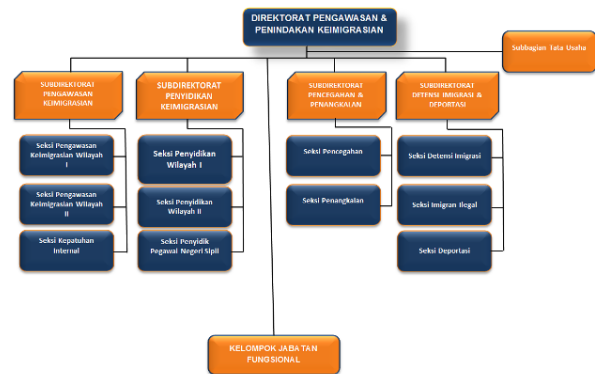 DIREKTORAT PENGAWASAN &
PENINDAKAN KEIMIGRASIAN
Subbagian Tata Usaha
SUBDIREKTORAT
PENGAWASAN
KEIMIGRASIAN
SUBDIREKTORAT
PENYIDIKAN
KEIMIGRASIAN
SUBDIREKTORAT
PENCEGAHAN &
PENANGKALAN
SUBDIREKTORAT
DETENSI IMIGRASI &
DEPORTASI
Seksi Pengawasan
Keimigrasian Wilayah
I
Seksi Penyidikan
Wilayah I
Seksi Pencegahan
Seksi Detensi Imigrasi
Seksi Pengawasan
Keimigrasian Wilayah
II
Seksi Penyidikan
Wilayah II
Seksi Penangkalan
Seksi Imigran Ilegal
Seksi Kepatuhan
Internal
Seksi Penyidik
Pegawai Negeri Sipil
Seksi Deportasi
KELOMPOK JABATAN
FUNGSIONAL